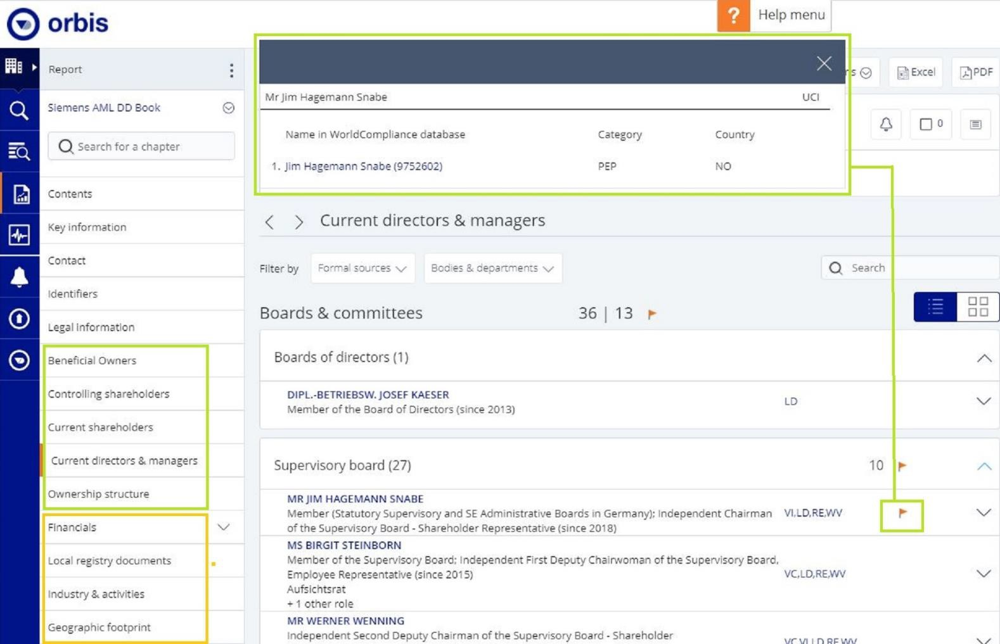 orbis
? Help menu
Report
Siemens AML DD Book
Search for a chapter
Contents
Key information
Contact
Identifiers
Legal information
Beneficial Owners
Controlling shareholders
Current shareholders
Current directors & managers
Ownership structure
Financials
Local registry documents
Industry & activities
Geographic footprint
Excel
PDF
0
Mr Jim Hagemann Snabe UCI
Name in WorldCompliance database Category Country
1. Jim Hagemann Snabe (9752602) PEP NO
Current directors & managers
Filter by Formal sources Bodies & departments Search
Boards & committees 36 | 13
Boards of directors (1)
DIPL.-BETRIEBSW. JOSEF KAESER
Member of the Board of Directors (since 2013) LD
Supervisory board (27) 10
MR JIM HAGEMANN SNABE
Member (Statutory Supervisory and SE Administrative Boards in Germany); Independent Chairman VI,LD,RE,WV
of the Supervisory Board - Shareholder Representative (since 2018)
MS BIRGIT STEINBORN
Member of the Supervisory Board; Independent First Deputy Chairwoman of the Supervisory Board,
Employee Representative (since 2015) VC,LD,RE,WV
Aufsichtsrat
+ 1 other role
MR WERNER WENNING
Independent Second Deputy Chairman of the Supervisory Board - Shareholder
VC,VI,LD,RE,WV